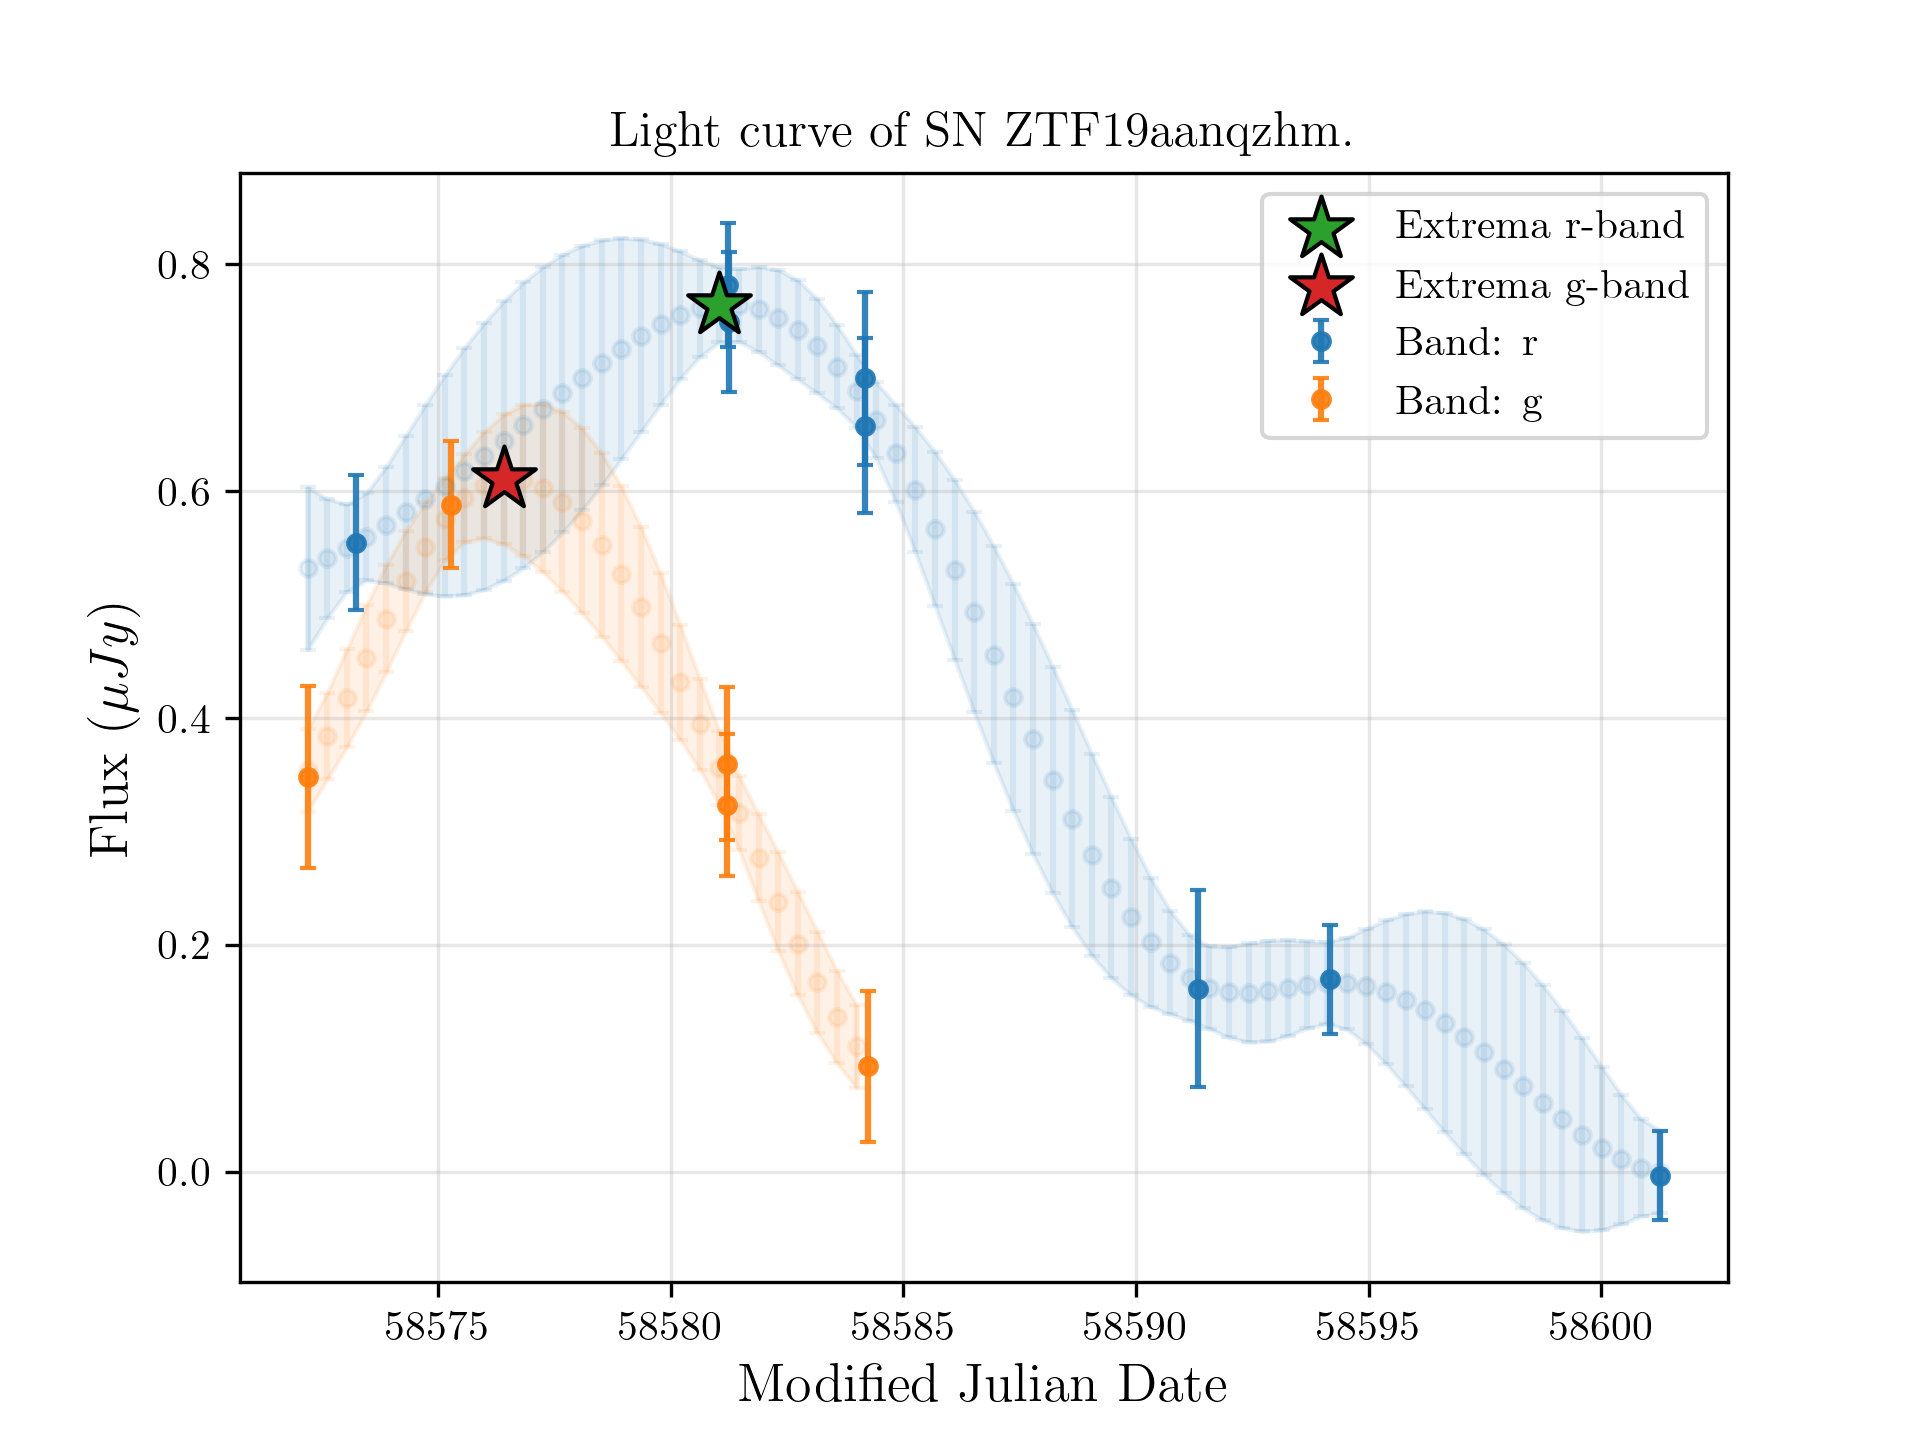 Light curve of SN ZTF19aanqzhm.
Extrema r-band
Extrema g-band
Band: r
Band: g
Flux (μJy)
0.8
0.6
0.4
0.2
0.0
58575 58580 58585 58590 58595 58600
Modified Julian Date